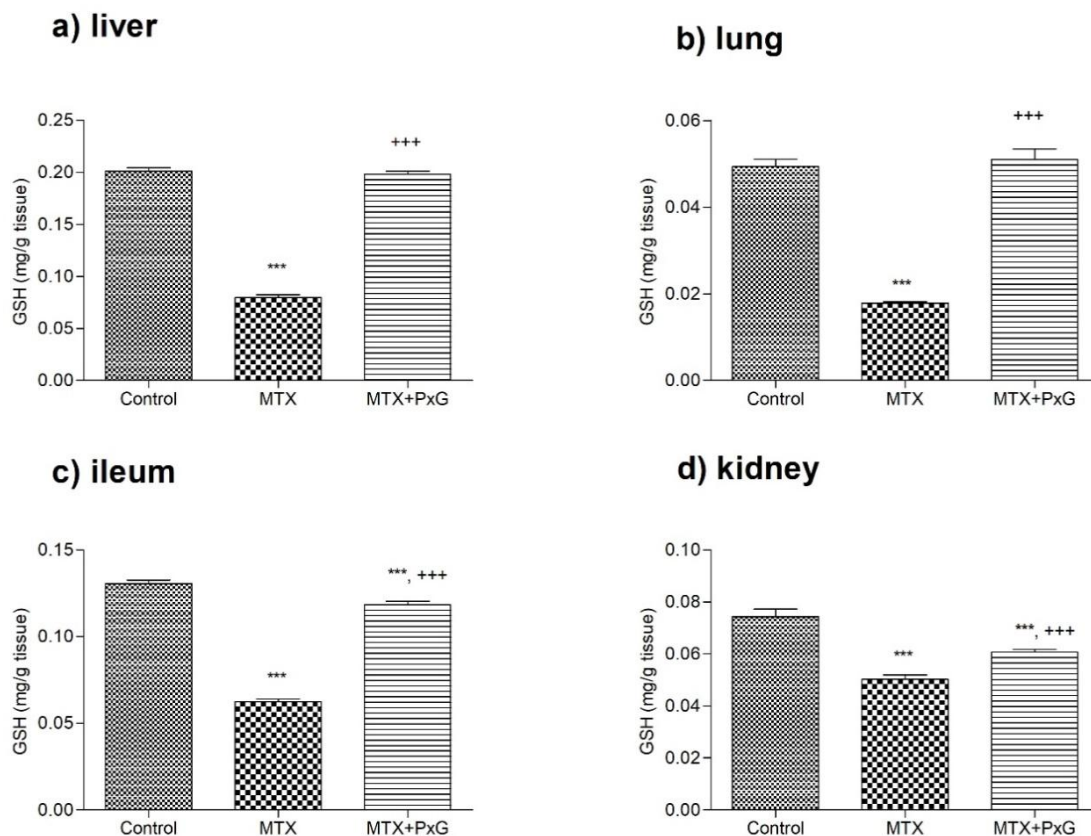 a) liver
GSH (mg/g tissue)
0.25
0.20
0.15
0.10
0.05
0.00
***
+++
Control
MTX
MTX+PxG
b) lung
GSH (mg/g tissue)
0.06
0.04
0.02
0.00
***
+++
Control
MTX
MTX+PxG
c) ileum
GSH (mg/g tissue)
0.15
0.10
0.05
0.00
***
***, +++
Control
MTX
MTX+PxG
d) kidney
GSH (mg/g tissue)
0.10
0.08
0.06
0.04
0.02
0.00
***
***, +++
Control
MTX
MTX+PxG